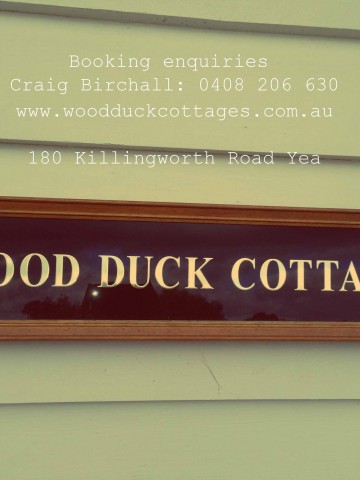 Booking enquiries
Craig Birchall: 0408 206 630
www.woodduckcottages.com.au
180 Killingworth Road Yea
OOD DUCK COTTA